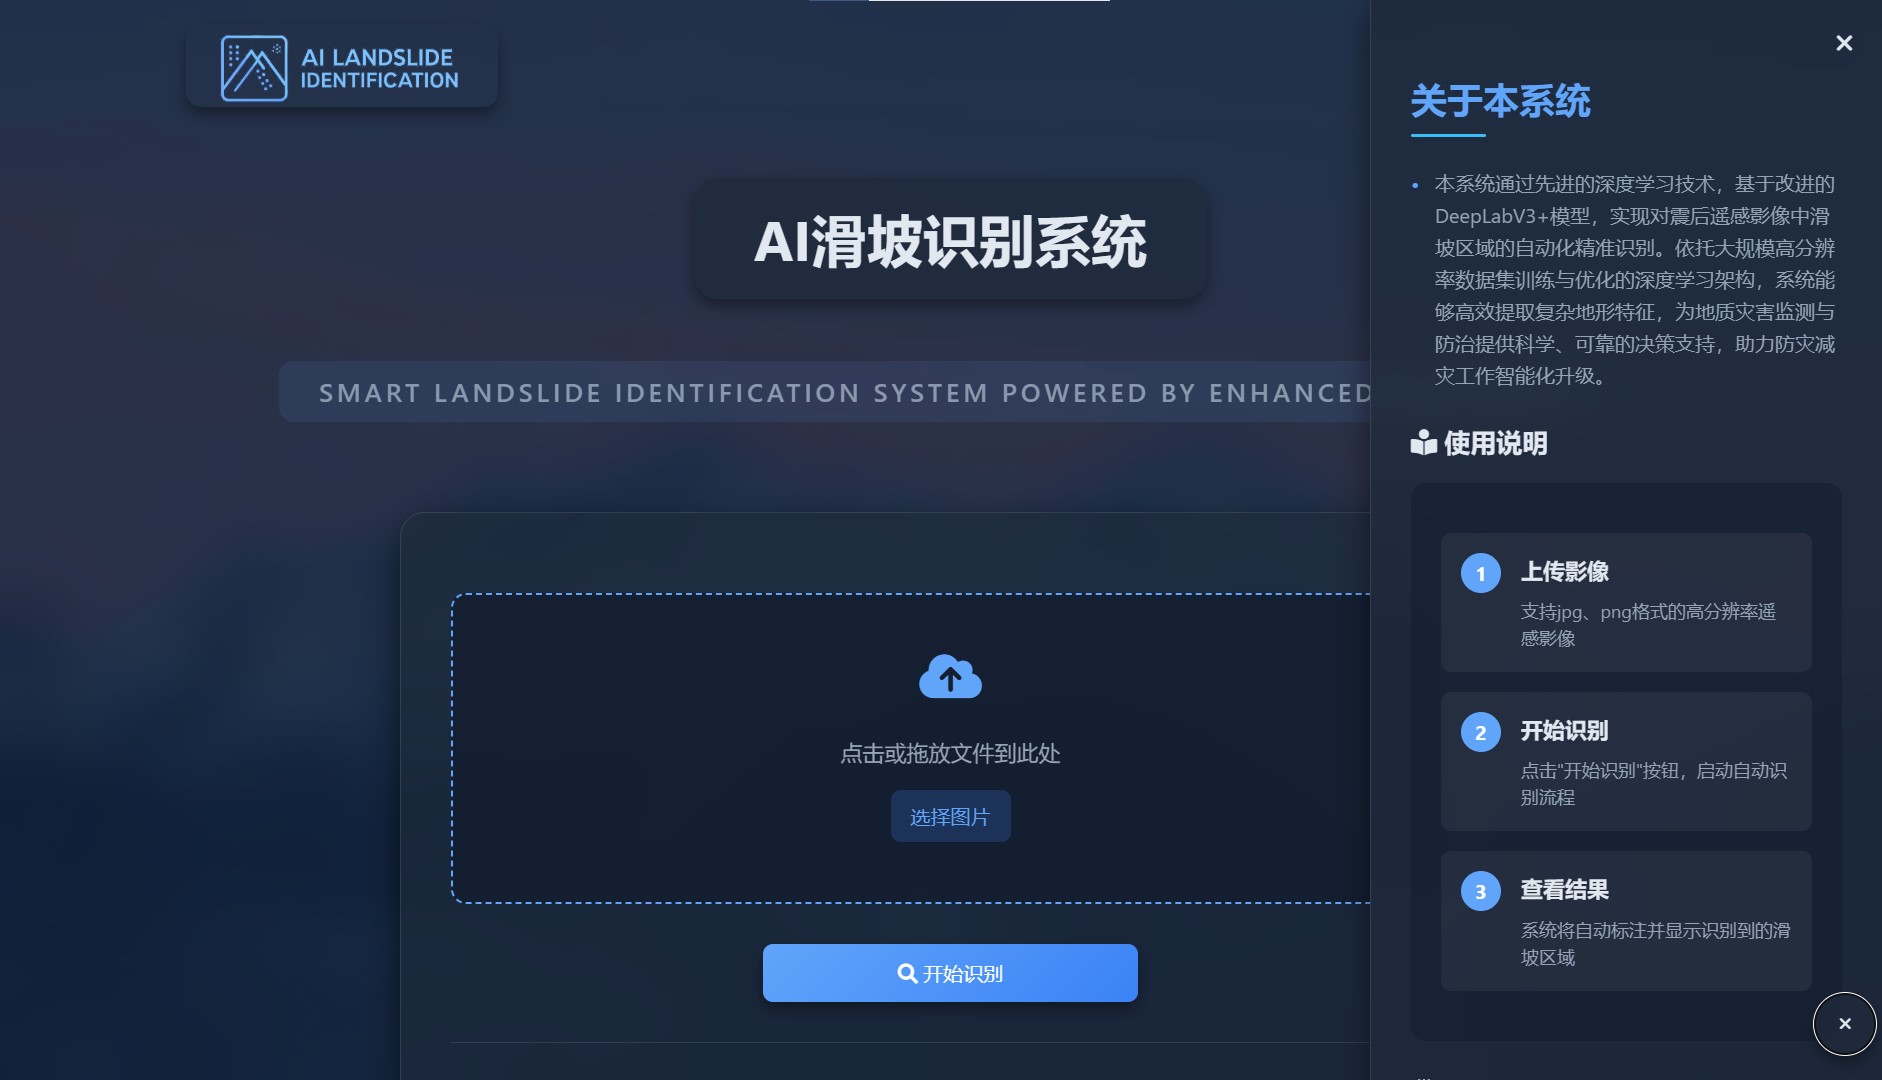 AI LANDSLIDE
IDENTIFICATION
AI滑坡识别系统
SMART LANDSLIDE IDENTIFICATION SYSTEM POWERED BY ENHANCED
点击或拖放文件到此处
选择图片
开始识别
关于本系统
本系统通过先进的深度学习技术，基于改进的
DeepLabV3+模型，实现对震后遥感影像中滑
坡区域的自动化精准识别。依托大规模高分辨
率数据集训练与优化的深度学习架构，系统能
够高效提取复杂地形特征，为地质灾害监测与
防治提供科学、可靠的决策支持，助力防灾减
灾工作智能化升级。
使用说明
1 上传影像
支持jpg、png格式的高分辨率遥
感影像
2 开始识别
点击"开始识别"按钮，启动自动识
别流程
3 查看结果
系统将自动标注并显示识别到的滑
坡区域